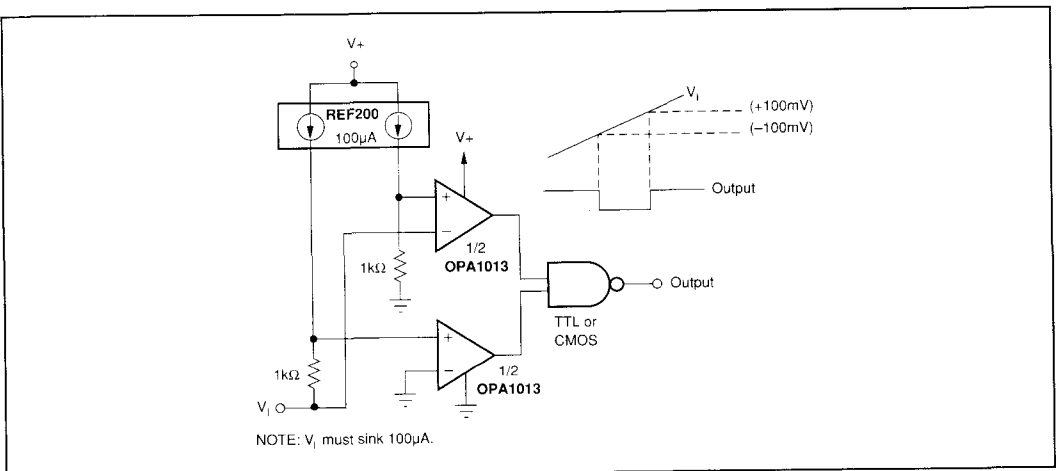 V+
REF200
100µA
V+
+
−
1/2
OPA1013
1kΩ
+
−
1/2
OPA1013
1kΩ
V_I
NOTE: V_I must sink 100µA.
TTL or
CMOS
Output
V_I
(+100mV)
(−100mV)
Output